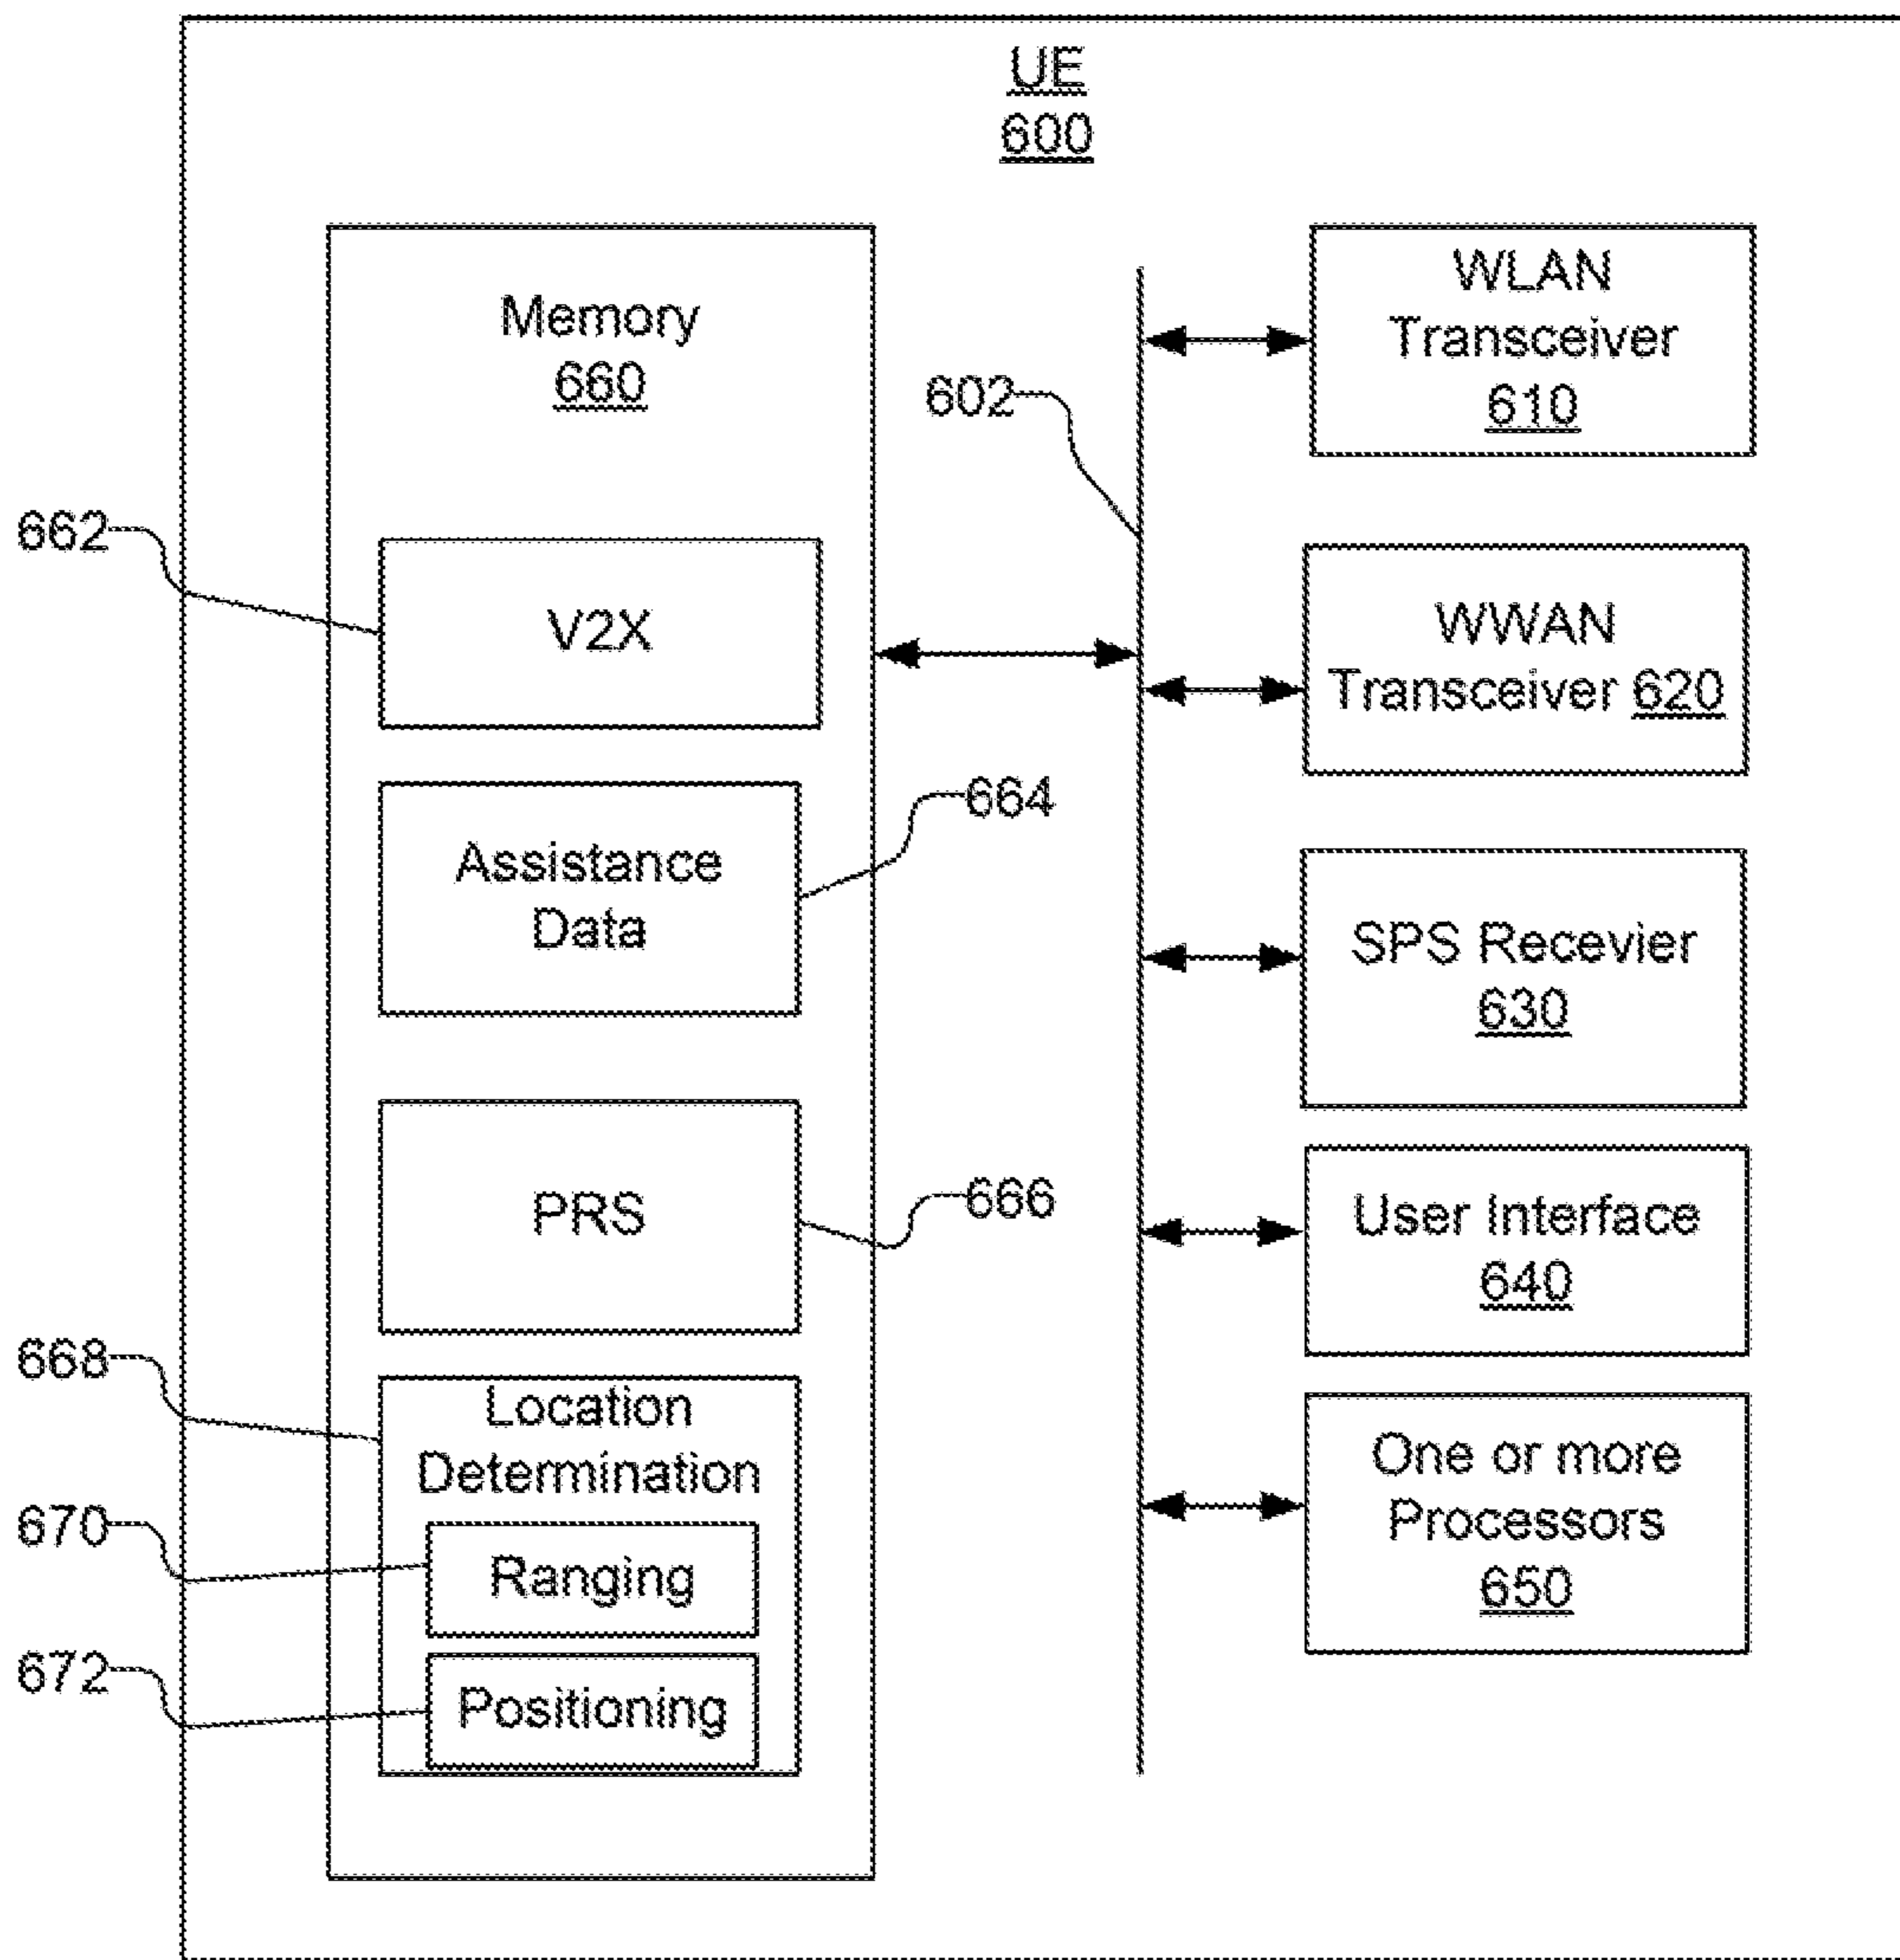 UE
600
Memory
660
662
V2X
Assistance
Data
664
PRS
666
668
Location
Determination
670
Ranging
672
Positioning
602
WLAN
Transceiver
610
WWAN
Transceiver 620
SPS Recevier
630
User Interface
640
One or more
Processors
650